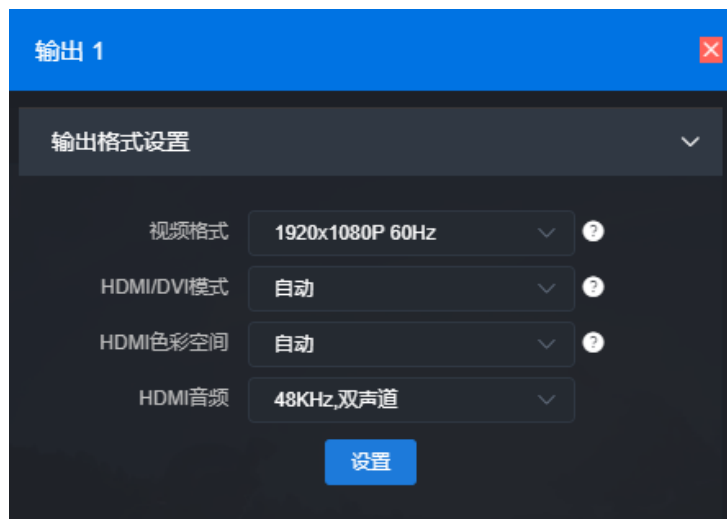 输出 1
输出格式设置
视频格式 1920x1080P 60Hz ?
HDMI/DVI模式 自动 ?
HDMI色彩空间 自动 ?
HDMI音频 48KHz,双声道
设置